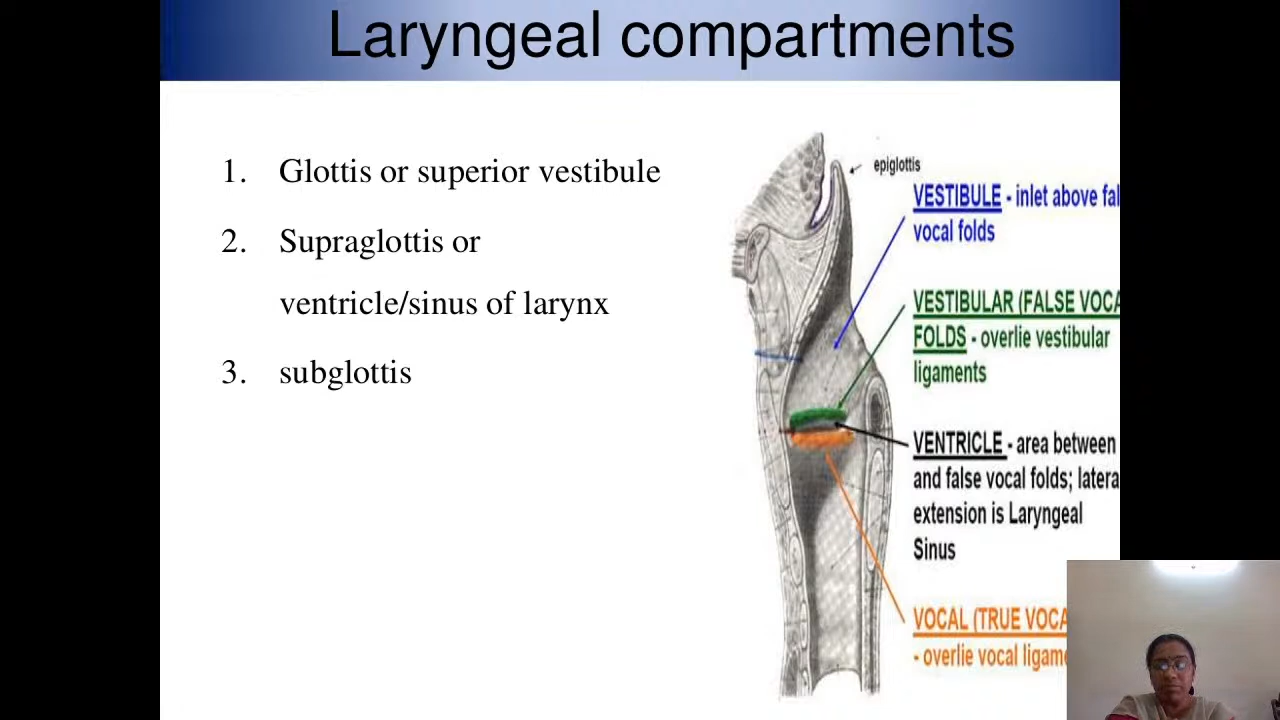 Laryngeal compartments
1. Glottis or superior vestibule
2. Supraglottis or
ventricle/sinus of larynx
3. subglottis
epiglottis
VESTIBULE - inlet above fal
vocal folds
VESTIBULAR (FALSE VOCA
FOLDS - overlie vestibular
ligaments
VENTRICLE - area between
and false vocal folds; latera
extension is Laryngeal
Sinus
VOCAL (TRUE VOCA
- overlie vocal ligame